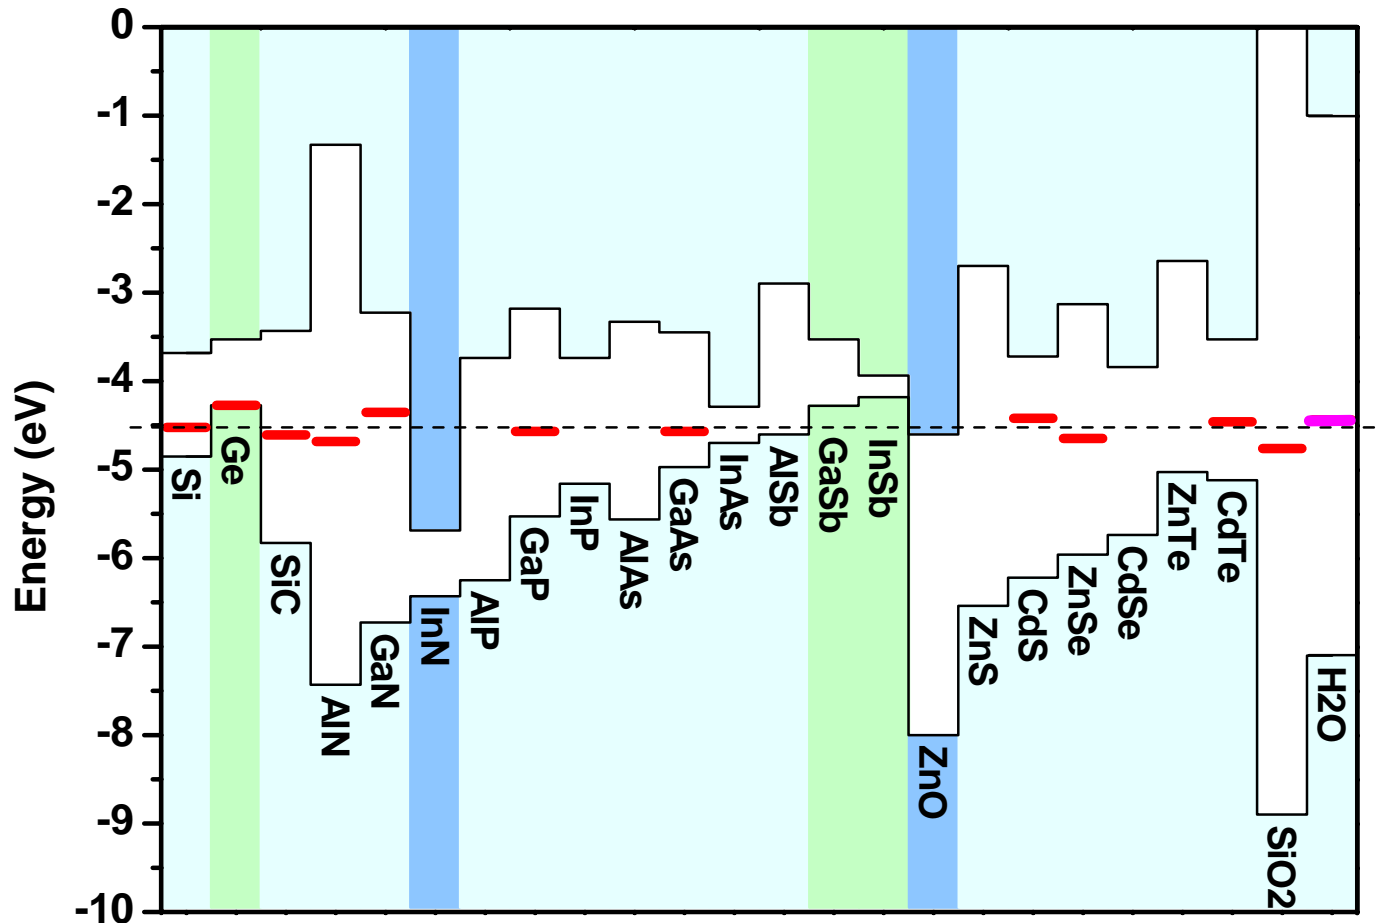 0
-1
-2
-3
-4
-5
-6
-7
-8
-9
-10
Energy (eV)
Si
Ge
SiC
AlN
GaN
InN
AlP
GaP
InP
AlAs
GaAs
InAs
AlSb
GaSb
InSb
ZnO
ZnS
CdS
ZnSe
CdSe
ZnTe
CdTe
SiO2
H2O